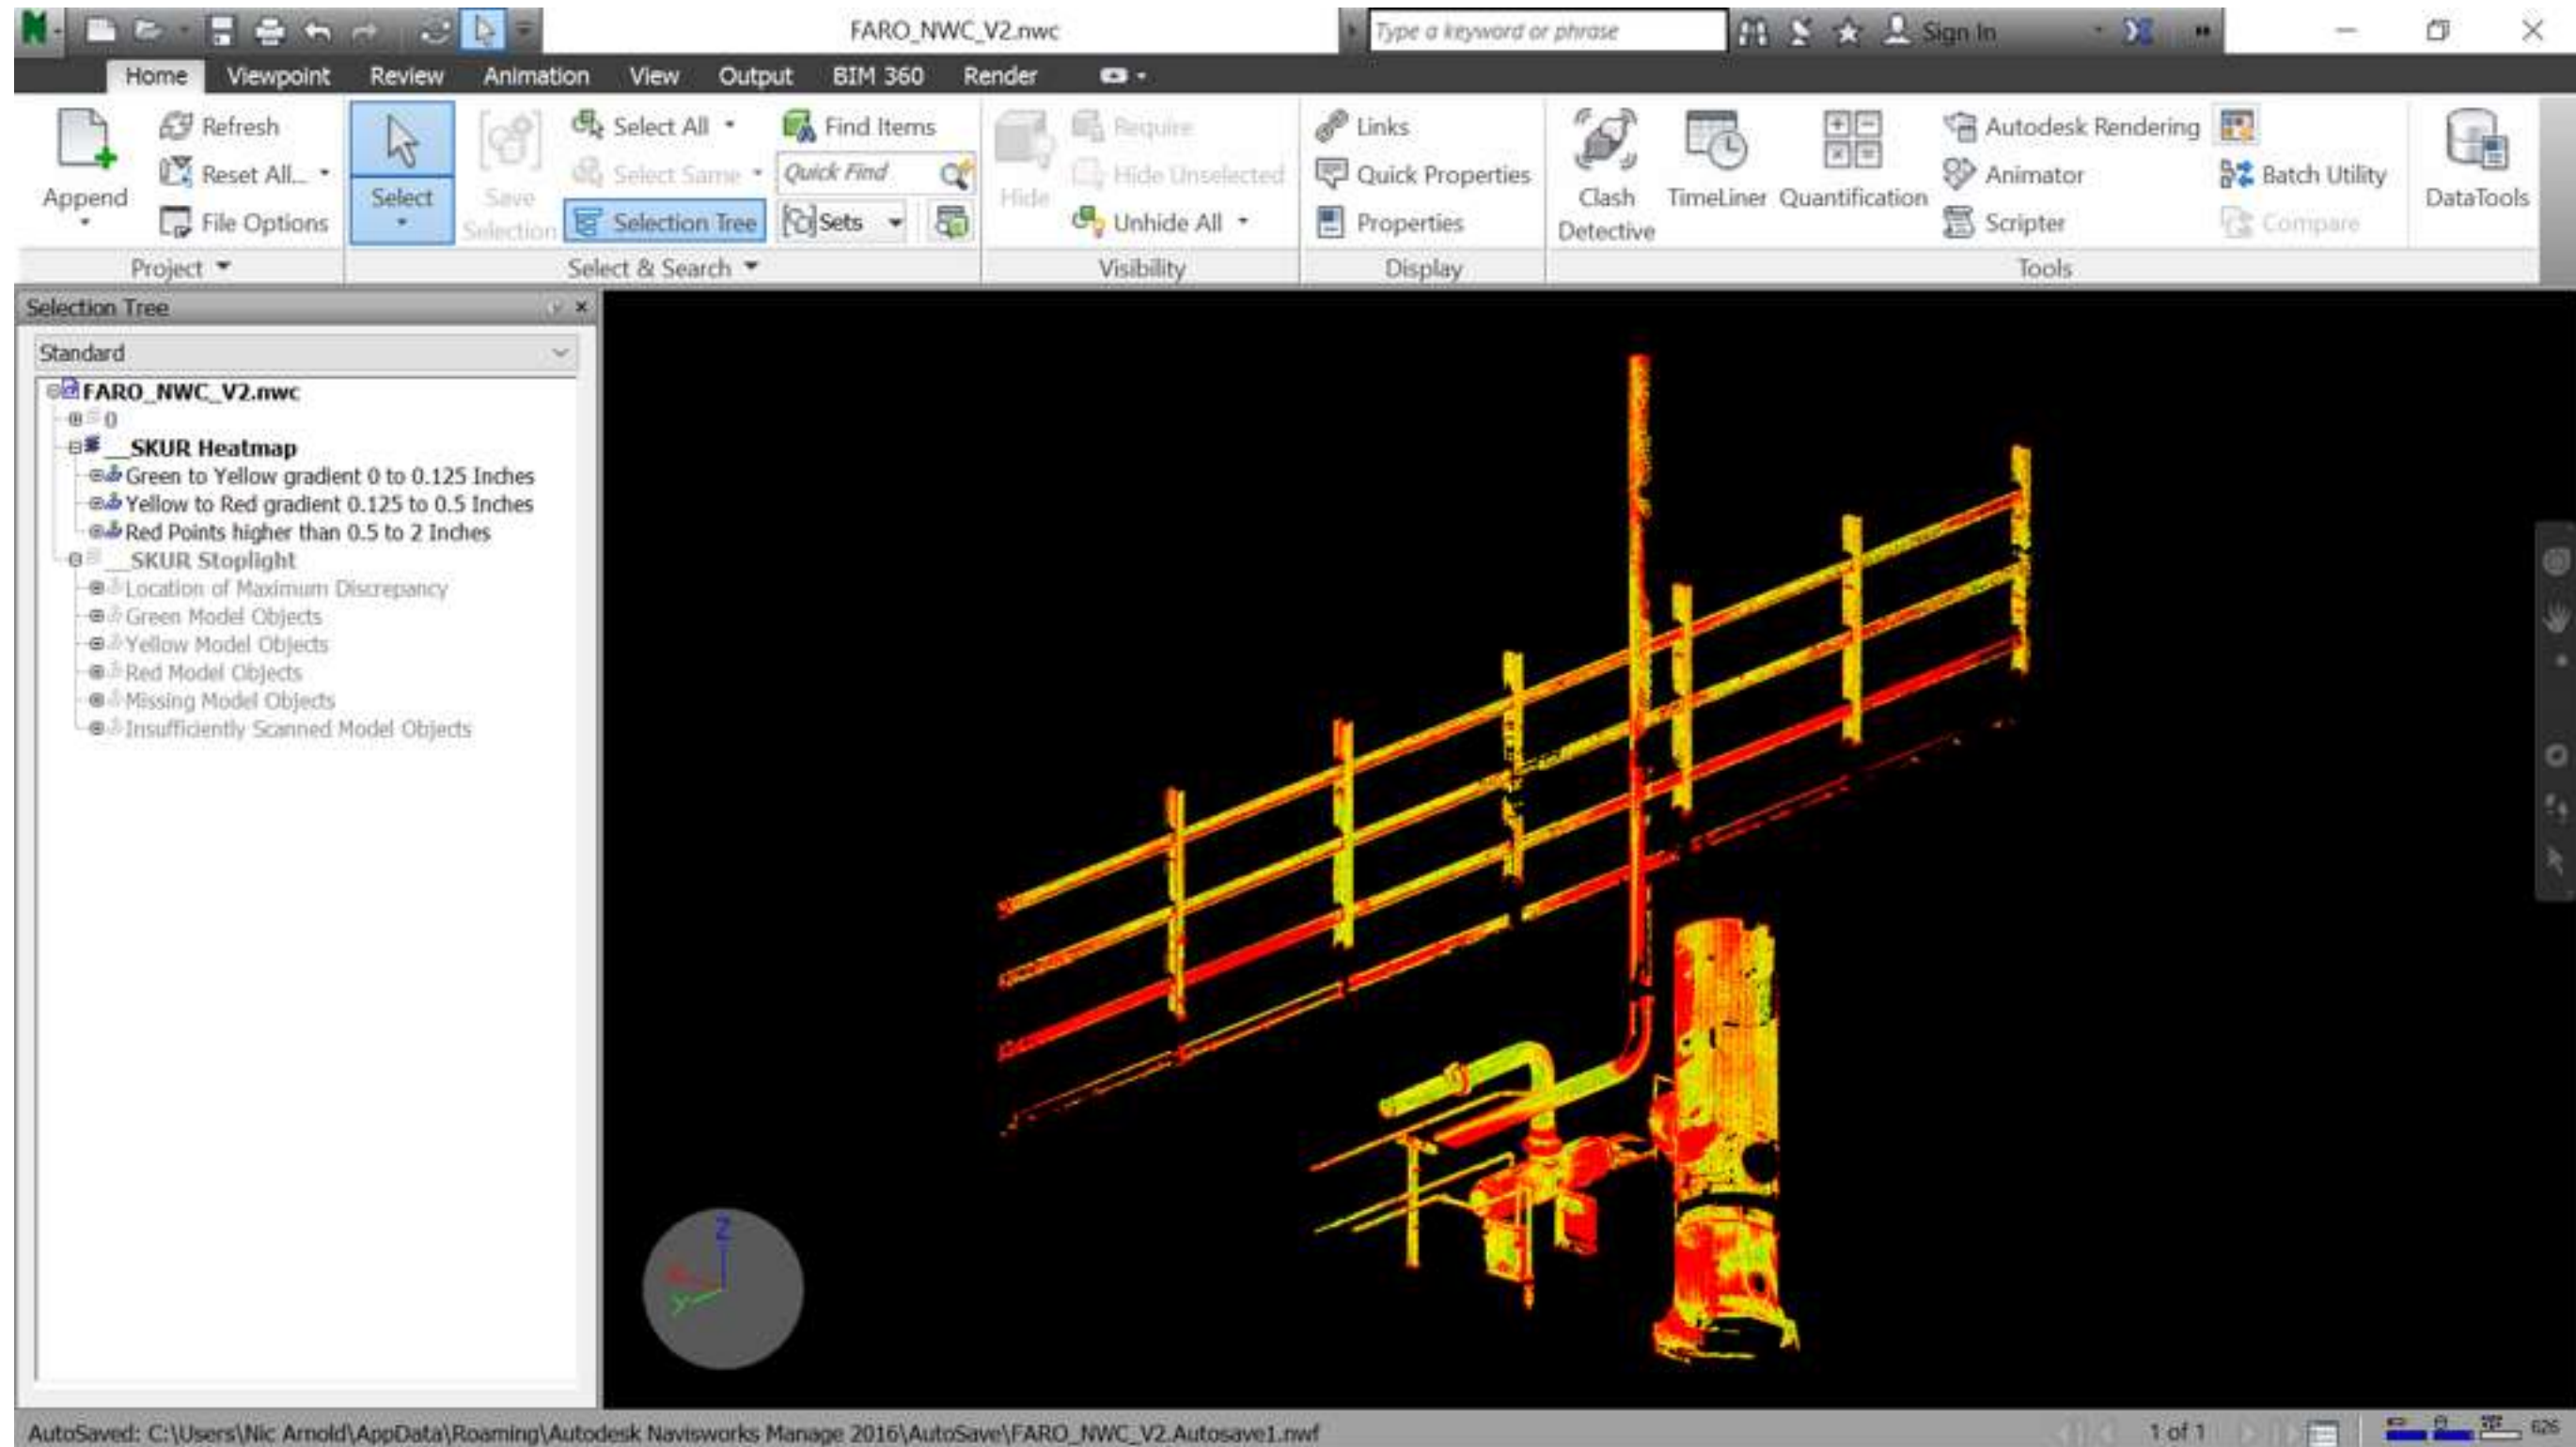 FARO_NWC_V2.nwc
Type a keyword or phrase
Sign In
Home Viewpoint Review Animation View Output BIM 360 Render
Append
Refresh
Reset All...
File Options
Project
Select
Save Selection
Select All
Select Same
Selection Tree
Find Items
Quick Find
Sets
Select & Search
Hide
Require
Hide Unselected
Unhide All
Visibility
Links
Quick Properties
Properties
Display
Clash
Detective
TimeLiner
Quantification
Autodesk Rendering
Animator
Scripter
Batch Utility
Compare
Tools
DataTools
Selection Tree
Standard
FARO_NWC_V2.nwc
0
__SKUR Heatmap
Green to Yellow gradient 0 to 0.125 Inches
Yellow to Red gradient 0.125 to 0.5 Inches
Red Points higher than 0.5 to 2 Inches
__SKUR Stoplight
Location of Maximum Discrepancy
Green Model Objects
Yellow Model Objects
Red Model Objects
Missing Model Objects
Insufficiently Scanned Model Objects
Z
X
Y
AutoSaved: C:\Users\Nic Arnold\AppData\Roaming\Autodesk Navisworks Manage 2016\AutoSave\FARO_NWC_V2.Autosave1.nwf
1 of 1
626